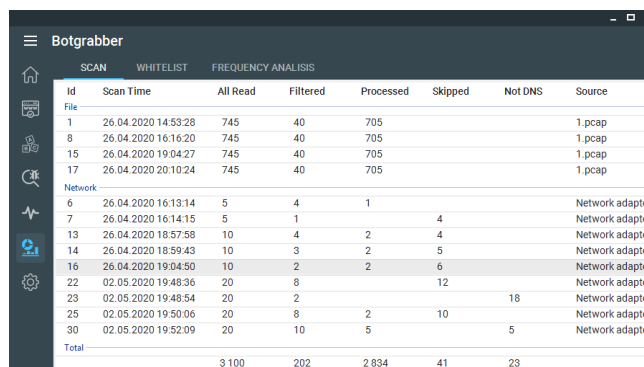 Botgrabber
SCAN WHITELIST FREQUENCY ANALISIS
Id Scan Time All Read Filtered Processed Skipped Not DNS Source
File
1 26.04.2020 14:53:28 745 40 705 1.pcap
8 26.04.2020 16:16:20 745 40 705 1.pcap
15 26.04.2020 19:04:27 745 40 705 1.pcap
17 26.04.2020 20:10:24 745 40 705 1.pcap
Network
6 26.04.2020 16:13:14 5 4 1 Network adapte
7 26.04.2020 16:14:15 5 1 4 Network adapte
13 26.04.2020 18:57:58 10 4 2 4 Network adapte
14 26.04.2020 18:59:43 10 3 2 5 Network adapte
16 26.04.2020 19:04:50 10 2 2 6 Network adapte
22 02.05.2020 19:48:36 20 8 12 Network adapte
23 02.05.2020 19:48:54 20 2 18 Network adapte
25 02.05.2020 19:50:06 20 8 2 10 Network adapte
30 02.05.2020 19:52:09 20 10 5 5 Network adapte
Total
3 100 202 2 834 41 23